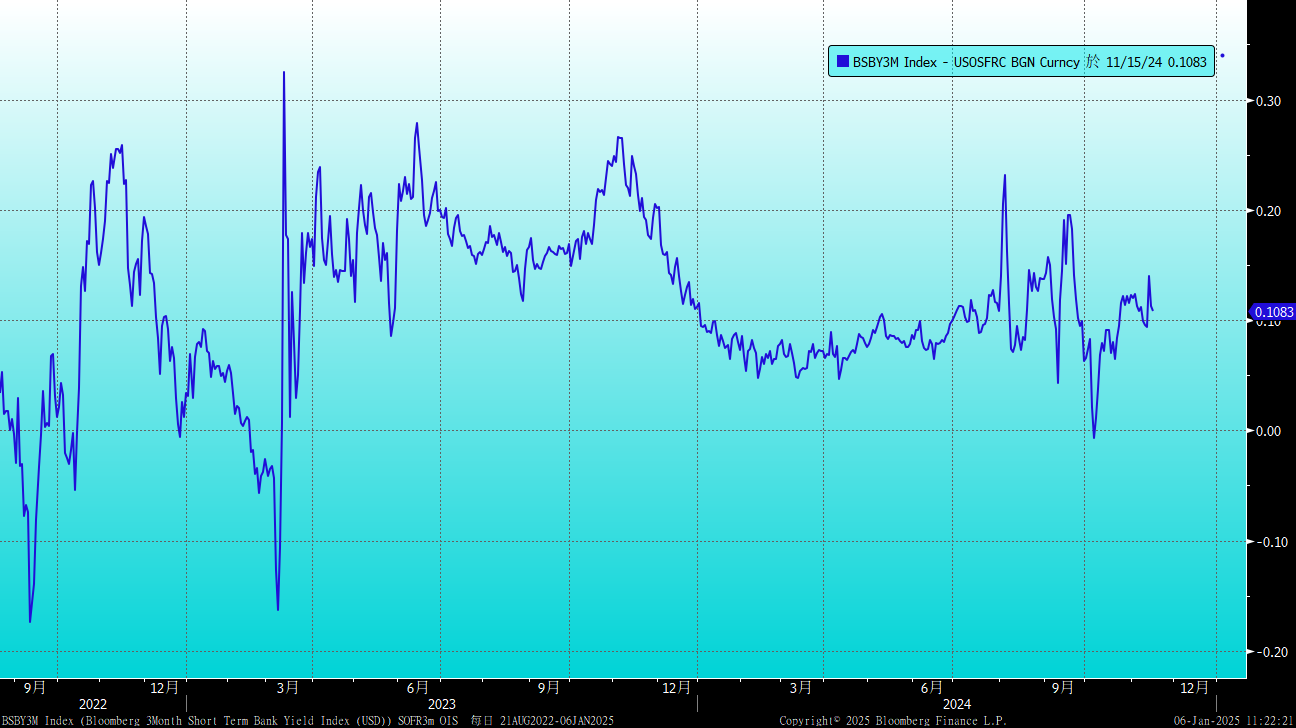 BSBY3M Index - USOSFRC BGN Curncy 於 11/15/24 0.1083
0.30
0.20
0.1083
0.10
0.00
-0.10
-0.20
9月 12月 3月 6月 9月 12月 3月 6月 9月 12月
2022 2023 2024
BSBY3M Index (Bloomberg 3Month Short Term Bank Yield Index (USD)) SOFR3m OIS 每日 21AUG2022-06JAN2025 Copyright© 2025 Bloomberg Finance L.P. 06-Jan-2025 11:22:21